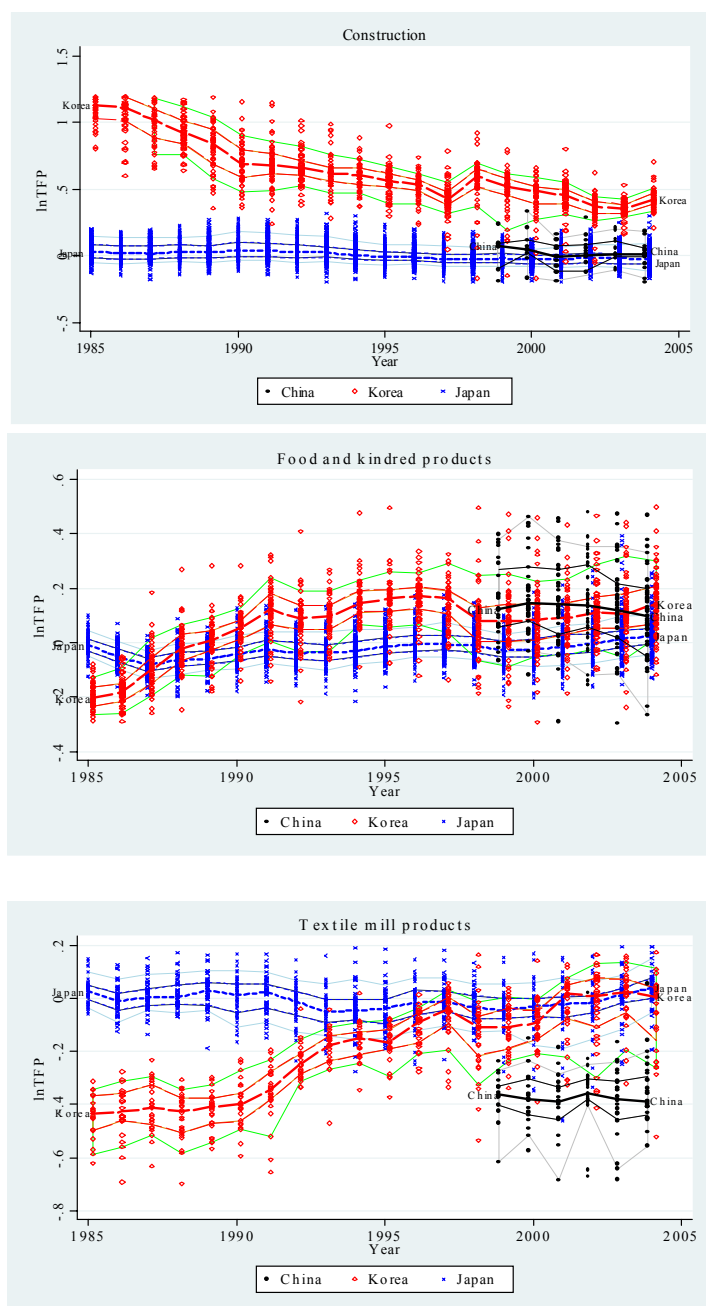 Construction
1.5
1
.5
0
-.5
lnTFP
Korea
Japan
China
Korea
China
Japan
1985 1990 1995 2000 2005
Year
China Korea Japan
Food and kindred products
.6
.4
.2
0
-.2
-.4
lnTFP
Japan
Korea
China
Korea
China
Japan
1985 1990 1995 2000 2005
Year
China Korea Japan
Textile mill products
.2
0
-.2
-.4
-.6
-.8
lnTFP
Japan
Korea
China
Japan
Korea
China
1985 1990 1995 2000 2005
Year
China Korea Japan